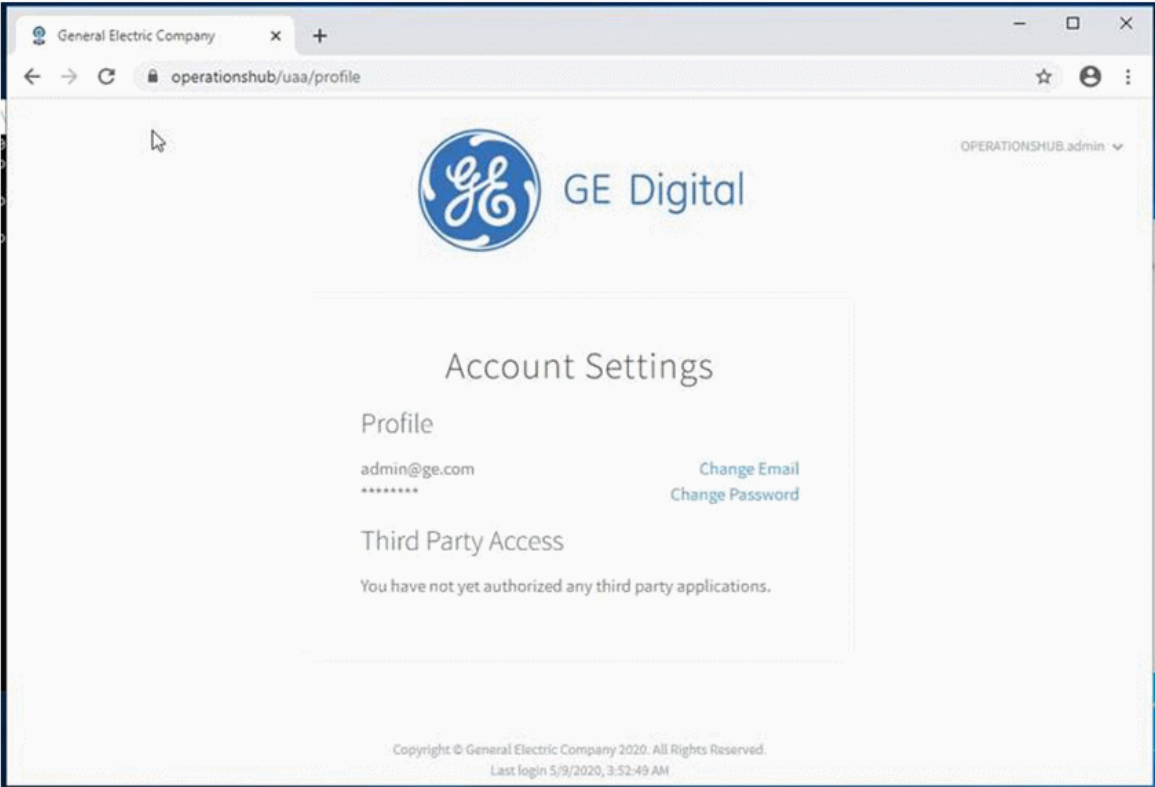 General Electric Company
operationshub/uaa/profile
OPERATIONSHUB.admin
GE Digital
Account Settings
Profile
admin@ge.com
Change Email
********
Change Password
Third Party Access
You have not yet authorized any third party applications.
Copyright © General Electric Company 2020. All Rights Reserved.
Last login 5/9/2020, 3:52:49 AM